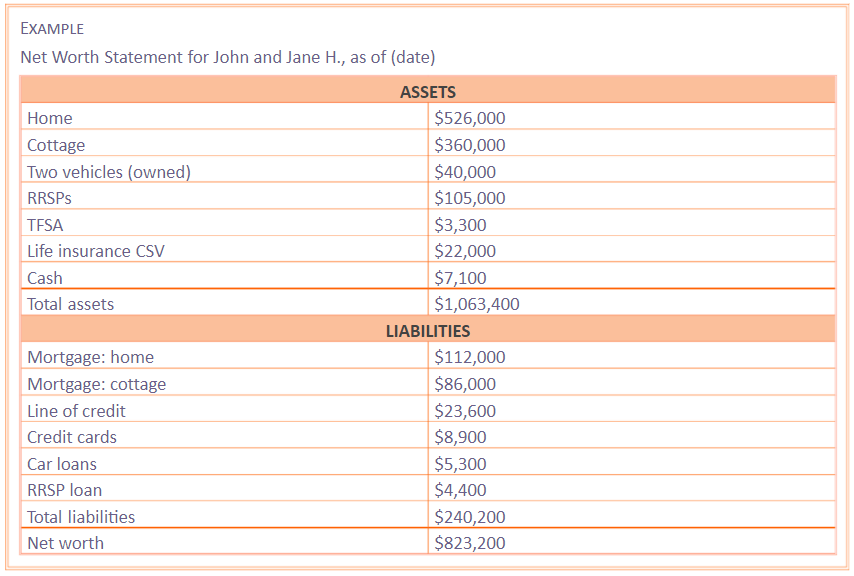 EXAMPLE
Net Worth Statement for John and Jane H., as of (date)
ASSETS
Home $526,000
Cottage $360,000
Two vehicles (owned) $40,000
RRSPs $105,000
TFSA $3,300
Life insurance CSV $22,000
Cash $7,100
Total assets $1,063,400
LIABILITIES
Mortgage: home $112,000
Mortgage: cottage $86,000
Line of credit $23,600
Credit cards $8,900
Car loans $5,300
RRSP loan $4,400
Total liabilities $240,200
Net worth $823,200